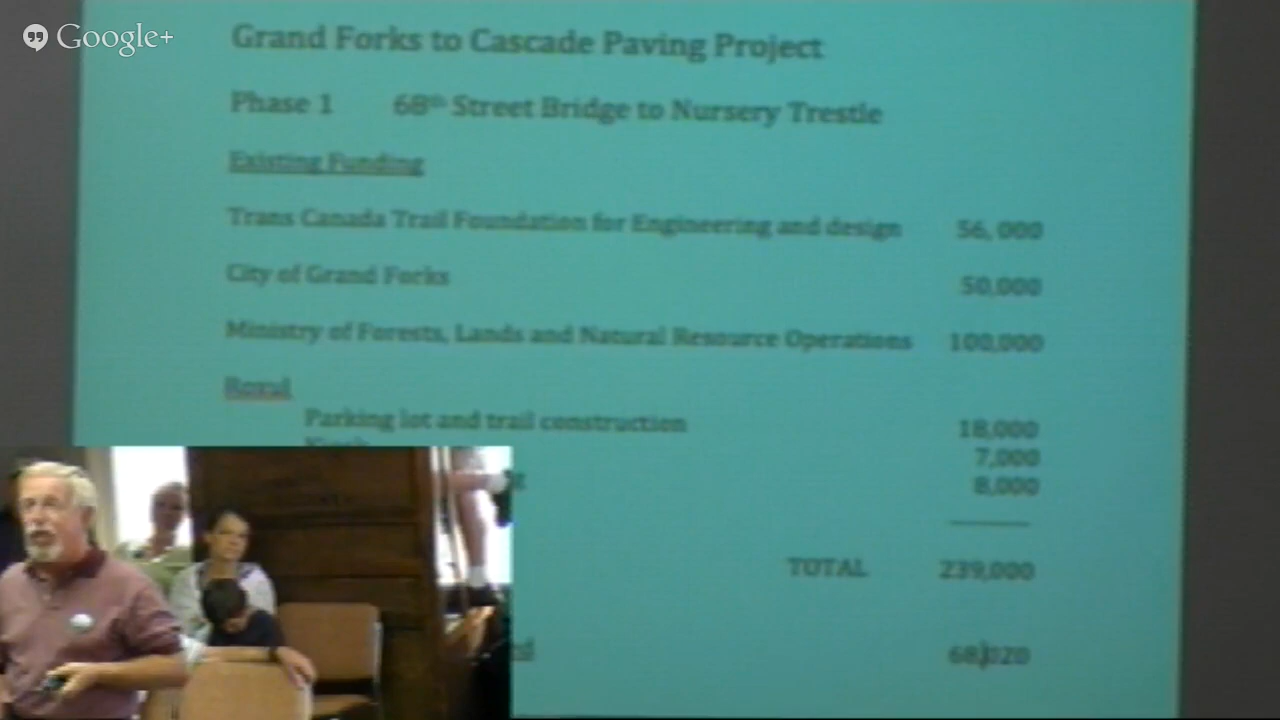 Google+
Grand Forks to Cascade Paving Project
Phase 1 68th Street Bridge to Nursery Trestle
Existing Funding
Trans Canada Trail Foundation for Engineering and design 56, 000
City of Grand Forks 50,000
Ministry of Forests, Lands and Natural Resource Operations 100,000
Roxul
Parking lot and trail construction 18,000
7,000
8,000
TOTAL 239,000
68,020